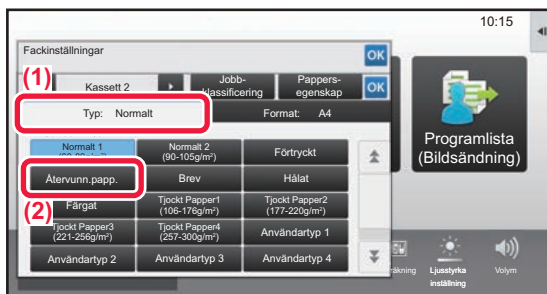 10:15
Fackinställningar
OK
(1)
Kassett 2
Jobb-
klassificering
Pappers-
egenskap
OK
Typ: Normalt
Format: A4
Normalt 1
Normalt 2
(90-105g/m²)
Förtryckt
Återvunn.papp.
Brev
Hålat
(2)
Färgat
Tjockt Papper1
(106-176g/m²)
Tjockt Papper2
(177-220g/m²)
Tjockt Papper3
(221-256g/m²)
Tjockt Papper4
(257-300g/m²)
Användartyp 1
Användartyp 2
Användartyp 3
Användartyp 4
Programlista
(Bildsändning)
Ljusstyrka
inställning
Volym